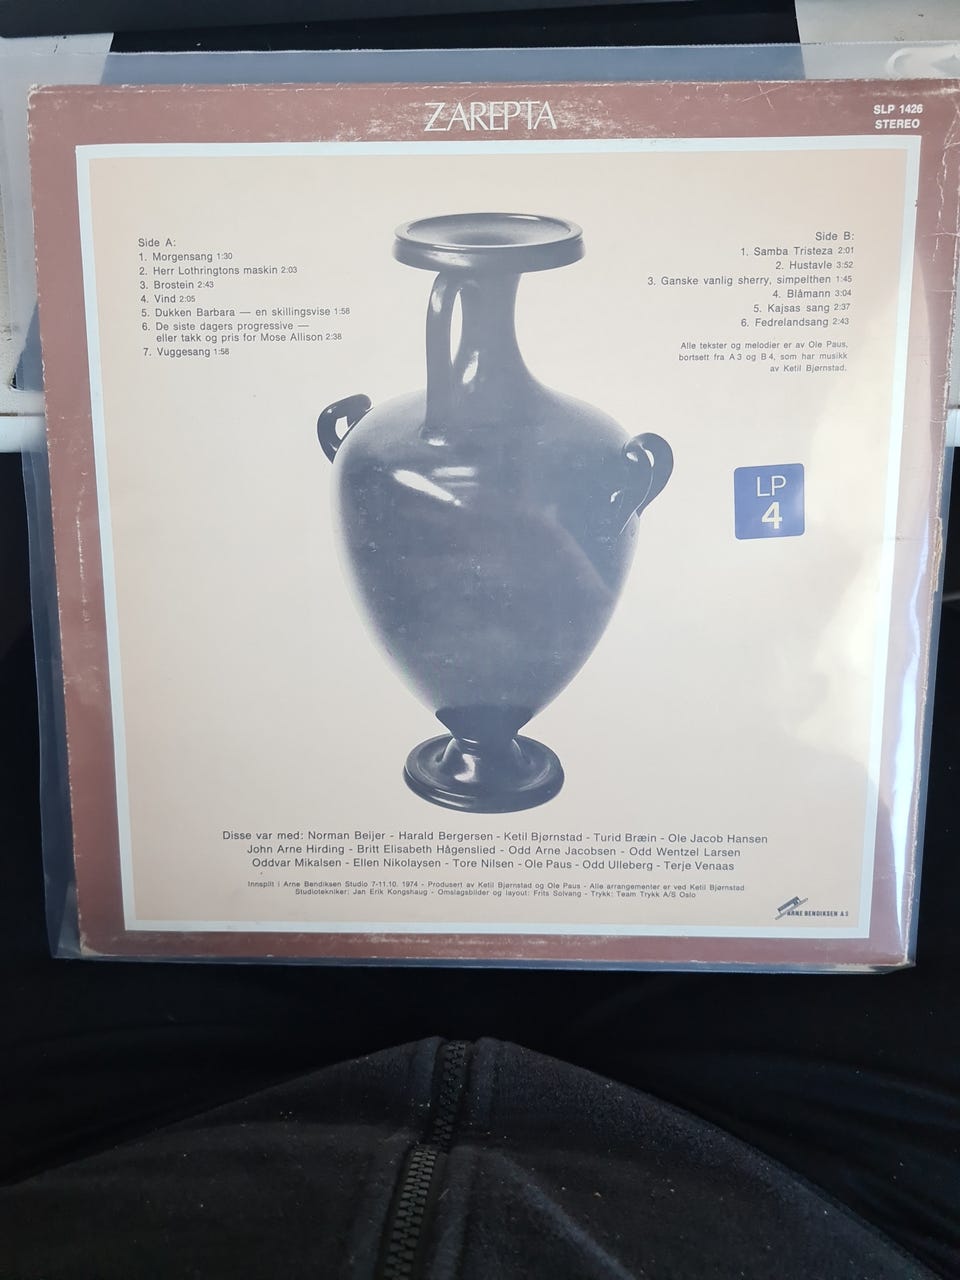 ZAREPTA
SLP 1426
STEREO
Side A:
1. Morgensang 1:30
2. Herr Lothringtons maskin 2:03
3. Brostein 2:43
4. Vind 2:05
5. Dukken Barbara — en skillingsvise 1:58
6. De siste dagers progressive —
eller takk og pris for Mose Allison 2:38
7. Vuggesang 1:58
Side B:
1. Samba Tristeza 2:01
2. Hustavle 3:52
3. Ganske vanlig sherry, simpelthen 1:45
4. Blåmann 3:04
5. Kajsas sang 2:37
6. Fedrelandsang 2:43
Alle tekster og melodier er av Ole Paus,
bortsett fra A 3 og B 4, som har musikk
av Ketil Bjørnstad.
LP
4
Disse var med: Norman Beijer - Harald Bergersen - Ketil Bjørnstad - Turid Bræin - Ole Jacob Hansen
John Arne Hirding - Britt Elisabeth Hågenslied - Odd Arne Jacobsen - Odd Wentzel Larsen
Oddvar Mikalsen - Ellen Nikolaysen - Tore Nilsen - Ole Paus - Odd Ulleberg - Terje Venaas
Innspilt i Arne Bendiksen Studio 7-11.10. 1974 - Produsert av Ketil Bjørnstad og Ole Paus - Alle arrangementer er ved Ketil Bjørnstad
Studiotekniker: Jan Erik Kongshaug - Omslagsbilder og layout: Frits Solvang - Trykk: Team Trykk A/S Oslo
ARNE BENDIKSEN A.S